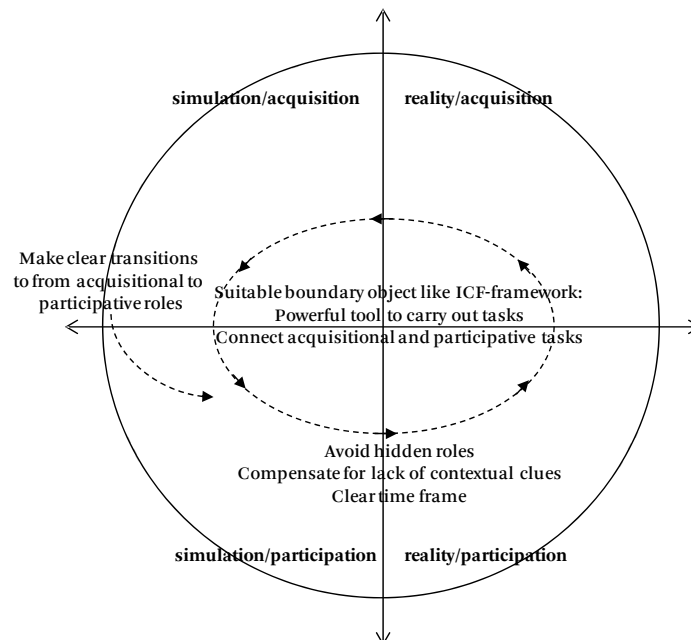 simulation/acquisition
reality/acquisition
Make clear transitions
to from acquisitional to
participative roles
Suitable boundary object like ICF-framework:
Powerful tool to carry out tasks
Connect acquisitional and participative tasks
Avoid hidden roles
Compensate for lack of contextual clues
Clear time frame
simulation/participation
reality/participation